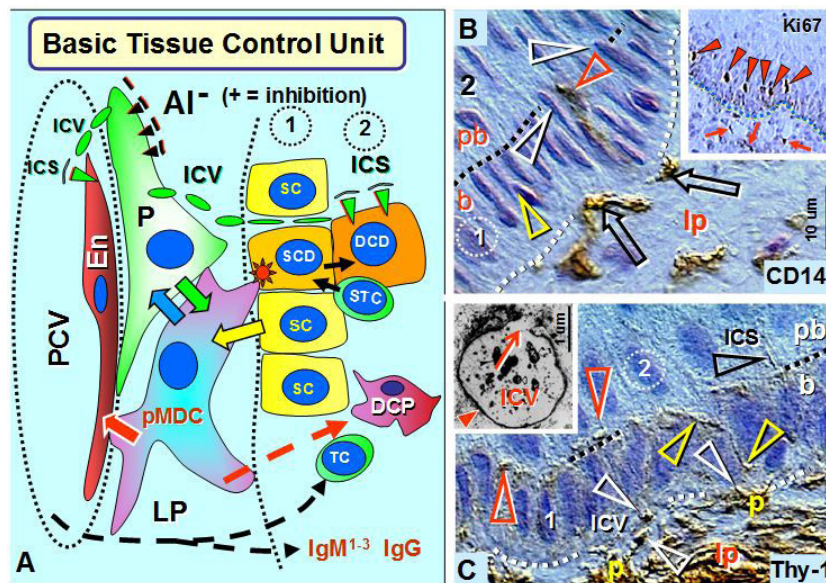 Basic Tissue Control Unit
AI- (+ = inhibition)
ICV
ICS
ICV
1
2
ICS
P
En
PCV
SC
SCD
DCD
STC
SC
SC
pMDC
DCP
TC
LP
IgM1-3 IgG
A
B
Ki67
2
pb
b
1
lp
10 um
CD14
um
ICV
ICS
pb
2
b
1
ICV
p
p
lp
C
Thy-1